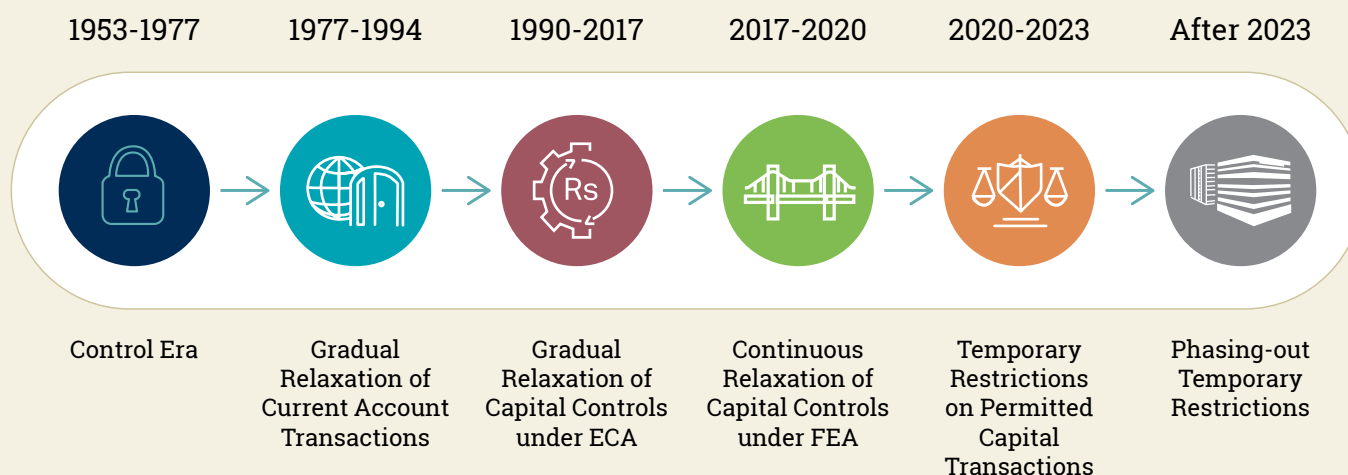 1953-1977
1977-1994
1990-2017
2017-2020
2020-2023
After 2023
Rs
Control Era
Gradual
Relaxation of
Current Account
Transactions
Gradual
Relaxation of
Capital Controls
under ECA
Continuous
Relaxation of
Capital Controls
under FEA
Temporary
Restrictions
on Permitted
Capital
Transactions
Phasing-out
Temporary
Restrictions